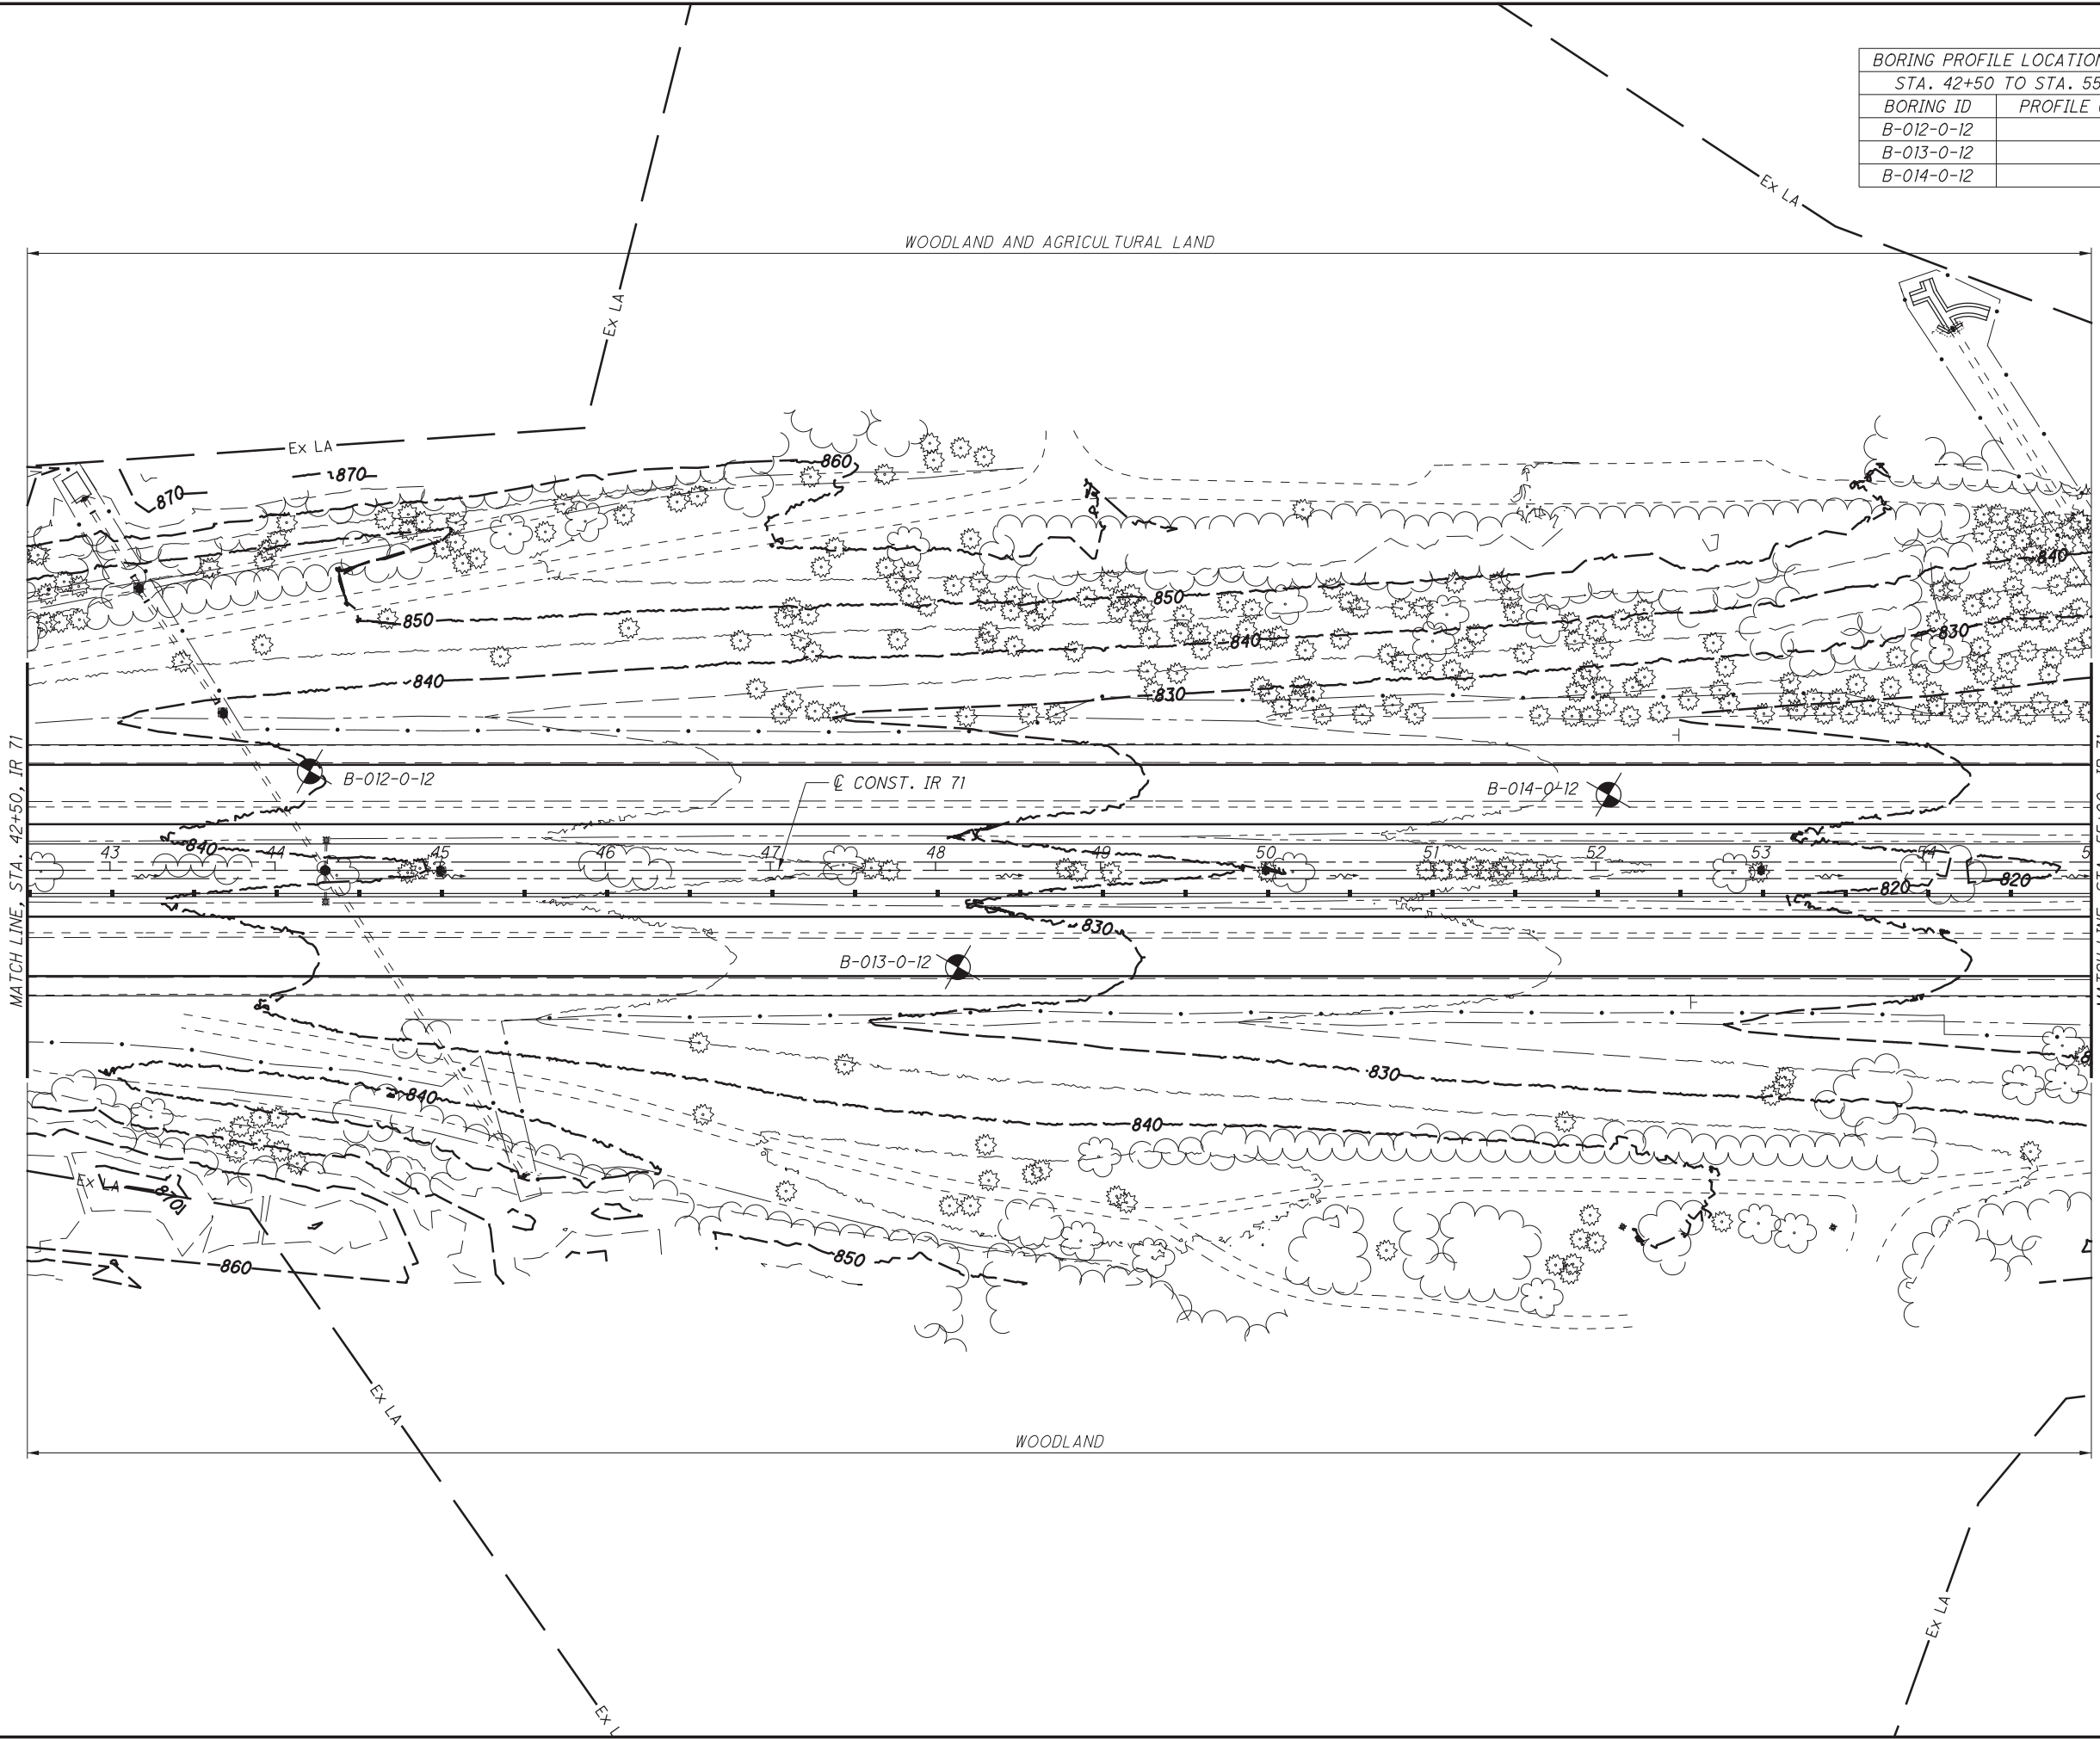 BORING PROFILE LOCATION
STA. 42+50 TO STA. 55
BORING ID PROFILE
B-012-0-12
B-013-0-12
B-014-0-12
Ex LA
WOODLAND AND AGRICULTURAL LAND
Ex LA
Ex LA
870
870
860
850
850
840
840
840
830
830
MATCH LINE, STA. 42+50, IR 71
B-012-0-12
℄ CONST. IR 71
B-014-0-12
840
43 44 45 46 47 48 49 50 51 52 53 54
820
820
830
B-013-0-12
830
840
840
Ex LA
870
860
850
Ex LA
WOODLAND
Ex LA
Ex